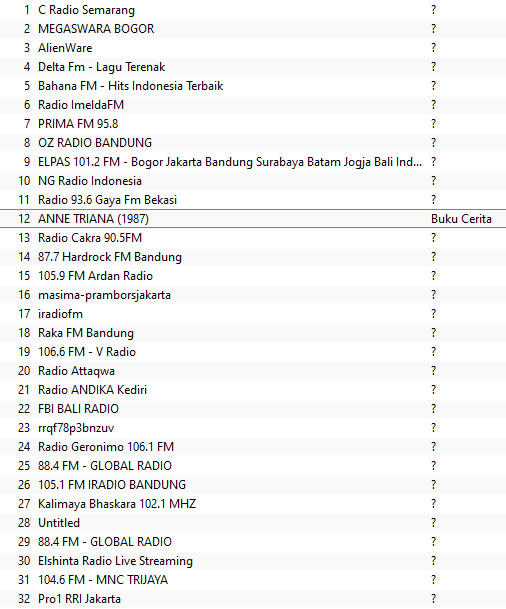 1 C Radio Semarang ?
2 MEGASWARA BOGOR ?
3 AlienWare ?
4 Delta Fm - Lagu Terenak ?
5 Bahana FM - Hits Indonesia Terbaik ?
6 Radio ImeldaFM ?
7 PRIMA FM 95.8 ?
8 OZ RADIO BANDUNG ?
9 ELPAS 101.2 FM - Bogor Jakarta Bandung Surabaya Batam Jogja Bali Ind... ?
10 NG Radio Indonesia ?
11 Radio 93.6 Gaya Fm Bekasi ?
12 ANNE TRIANA (1987) Buku Cerita
13 Radio Cakra 90.5FM ?
14 87.7 Hardrock FM Bandung ?
15 105.9 FM Ardan Radio ?
16 masima-pramborsjakarta ?
17 iradiofm ?
18 Raka FM Bandung ?
19 106.6 FM - V Radio ?
20 Radio Attaqwa ?
21 Radio ANDIKA Kediri ?
22 FBI BALI RADIO ?
23 rrqf78p3bnzuv ?
24 Radio Geronimo 106.1 FM ?
25 88.4 FM - GLOBAL RADIO ?
26 105.1 FM IRADIO BANDUNG ?
27 Kalimaya Bhaskara 102.1 MHZ ?
28 Untitled ?
29 88.4 FM - GLOBAL RADIO ?
30 Elshinta Radio Live Streaming ?
31 104.6 FM - MNC TRIJAYA ?
32 Pro1 RRI Jakarta ?